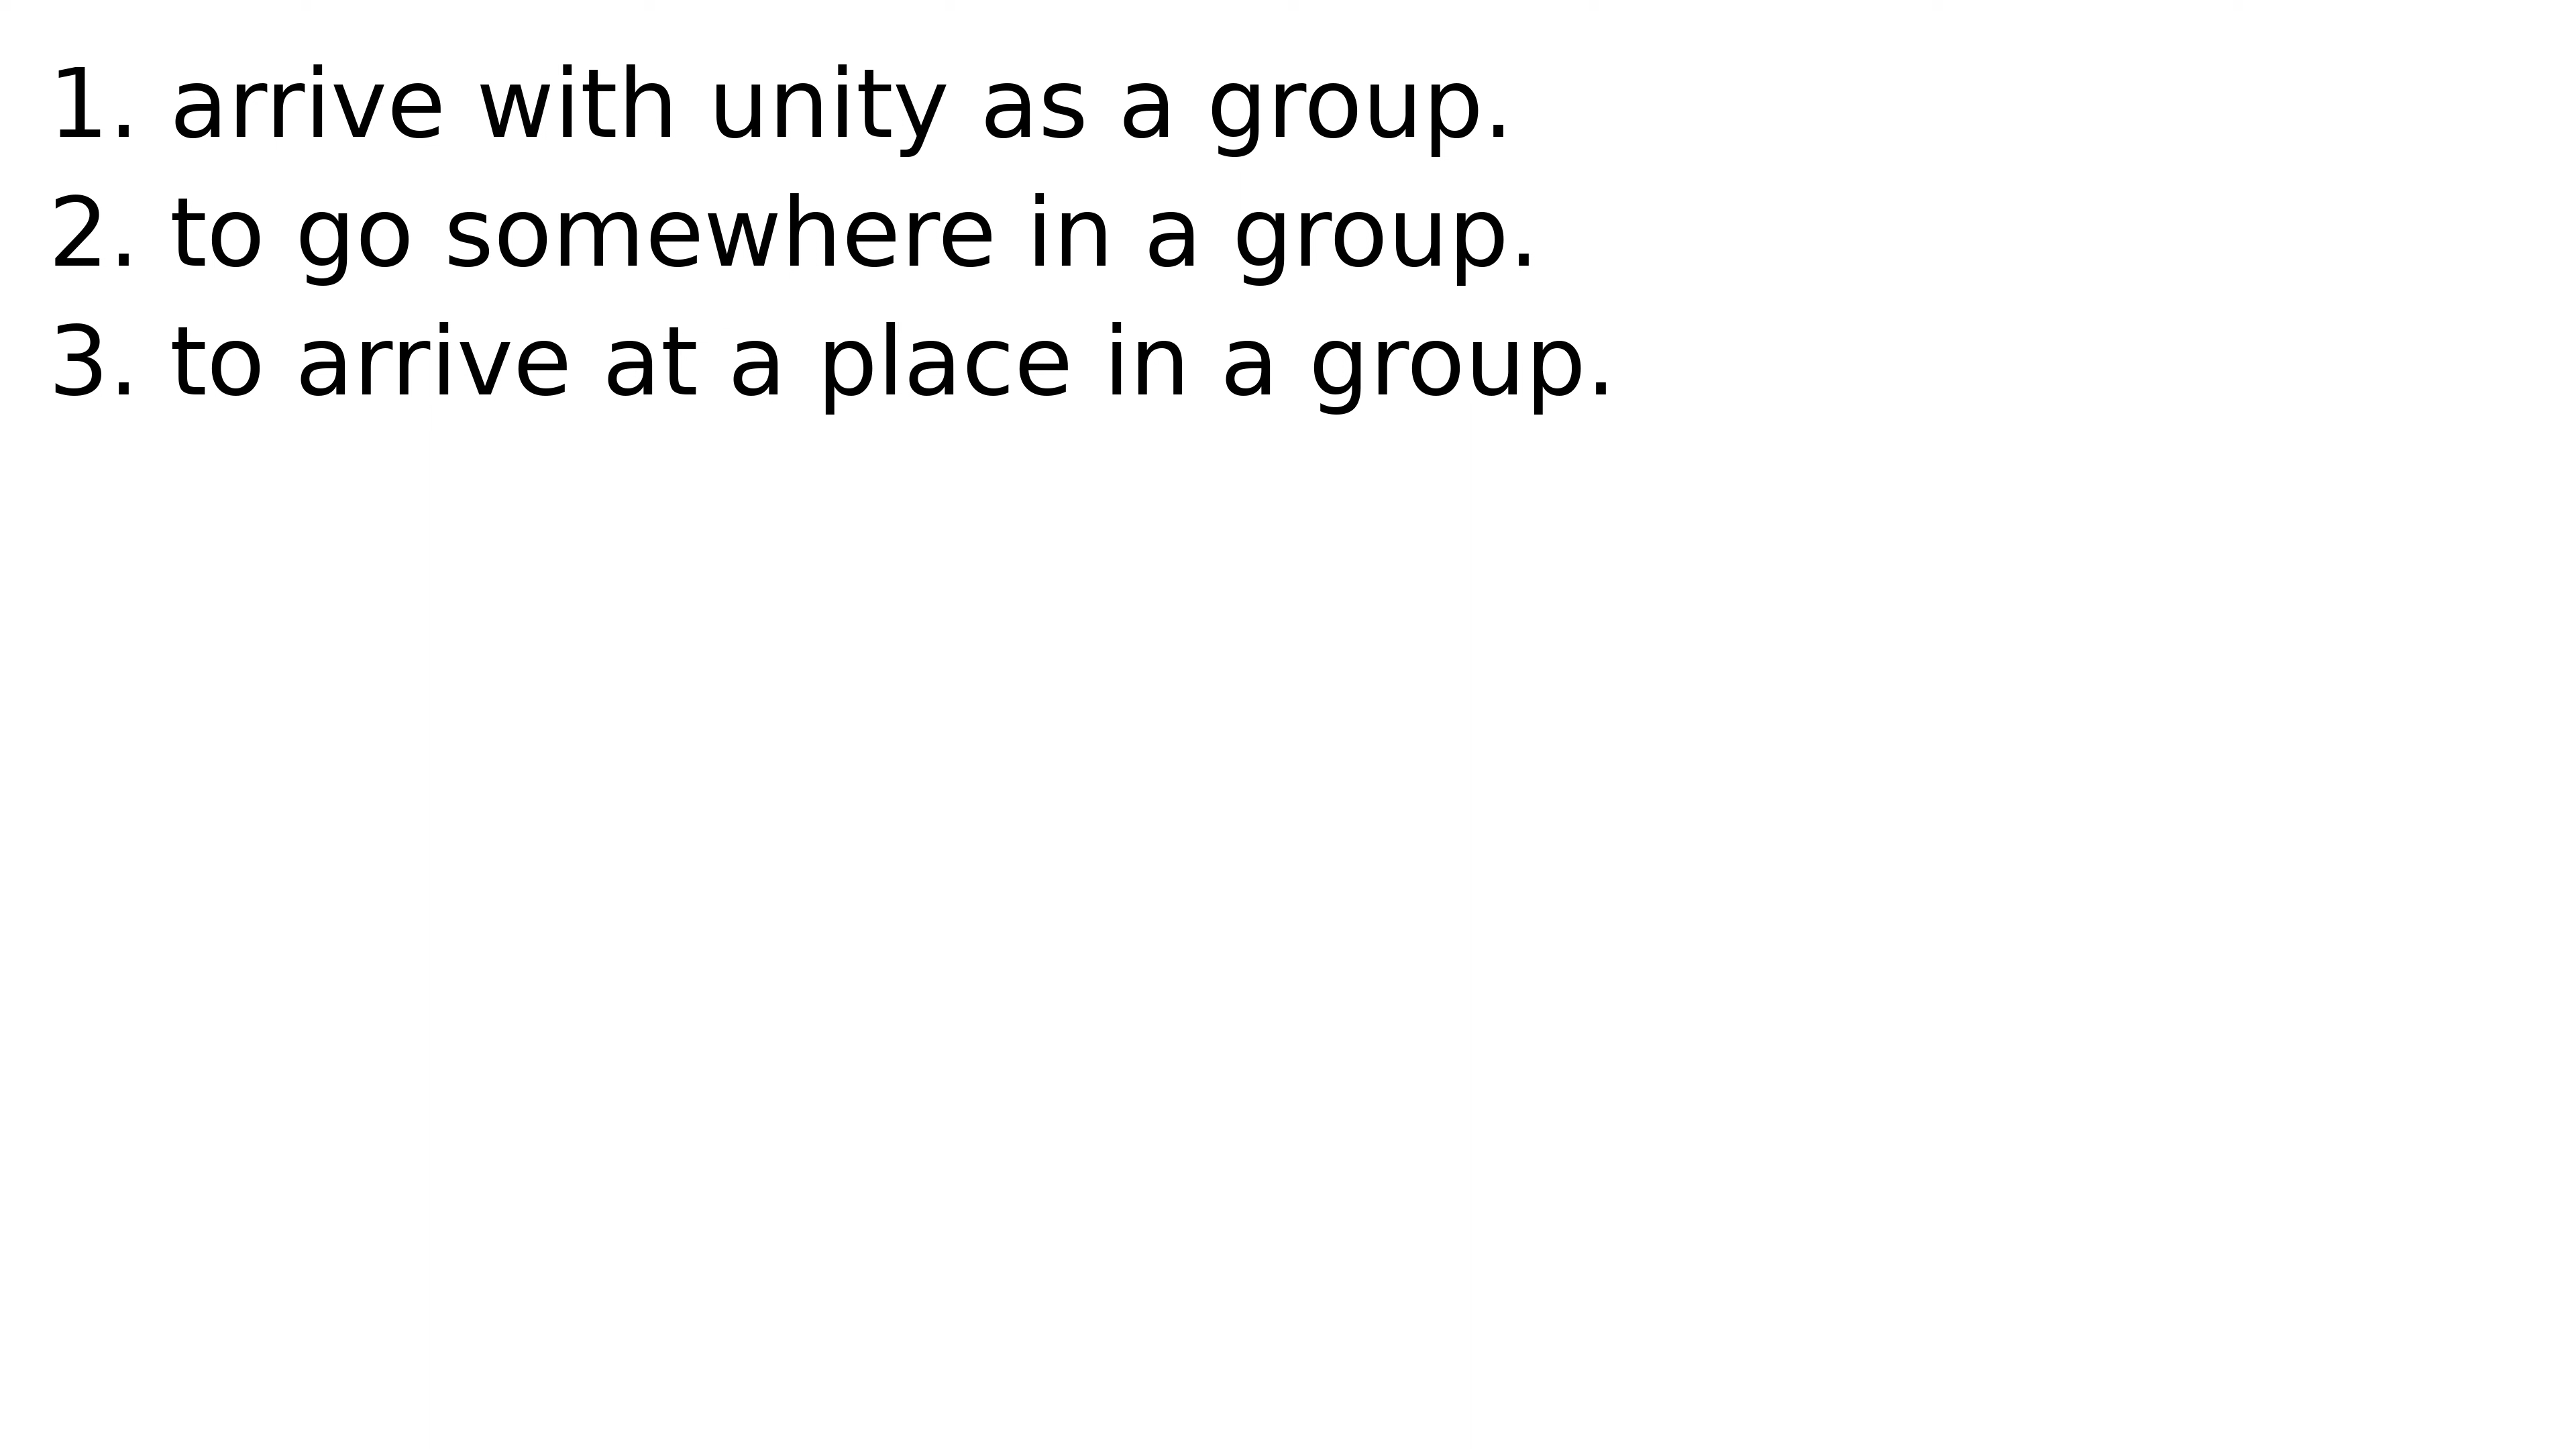 1. arrive with unity as a group.
2. to go somewhere in a group.
3. to arrive at a place in a group.